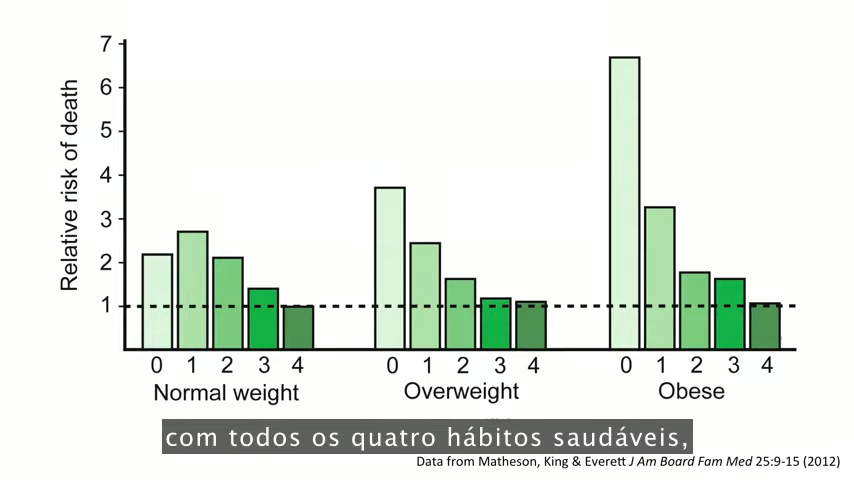 7
6
5
4
3
2
1
Relative risk of death
0 1 2 3 4 0 1 2 3 4 0 1 2 3 4
Normal weight Overweight Obese
com todos os quatro hábitos saudáveis,
Data from Matheson, King & Everett J Am Board Fam Med 25:9-15 (2012)